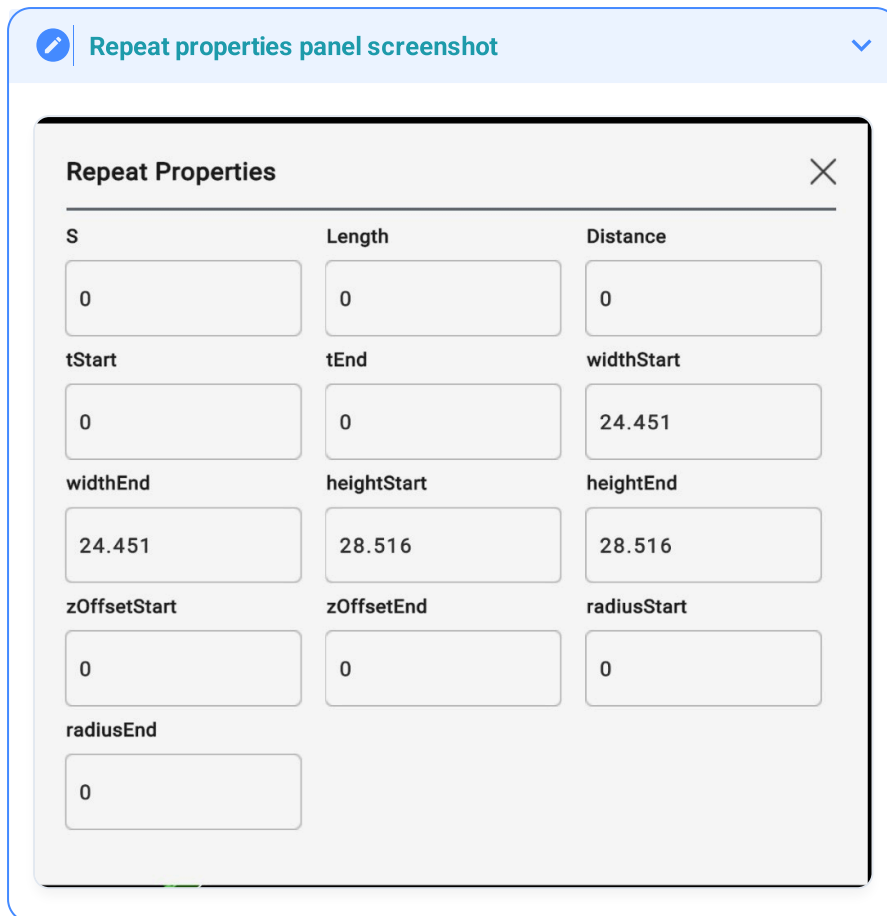 Repeat properties panel screenshot
Repeat Properties
S Length Distance
0 0 0
tStart tEnd widthStart
0 0 24.451
widthEnd heightStart heightEnd
24.451 28.516 28.516
zOffsetStart zOffsetEnd radiusStart
0 0 0
radiusEnd
0